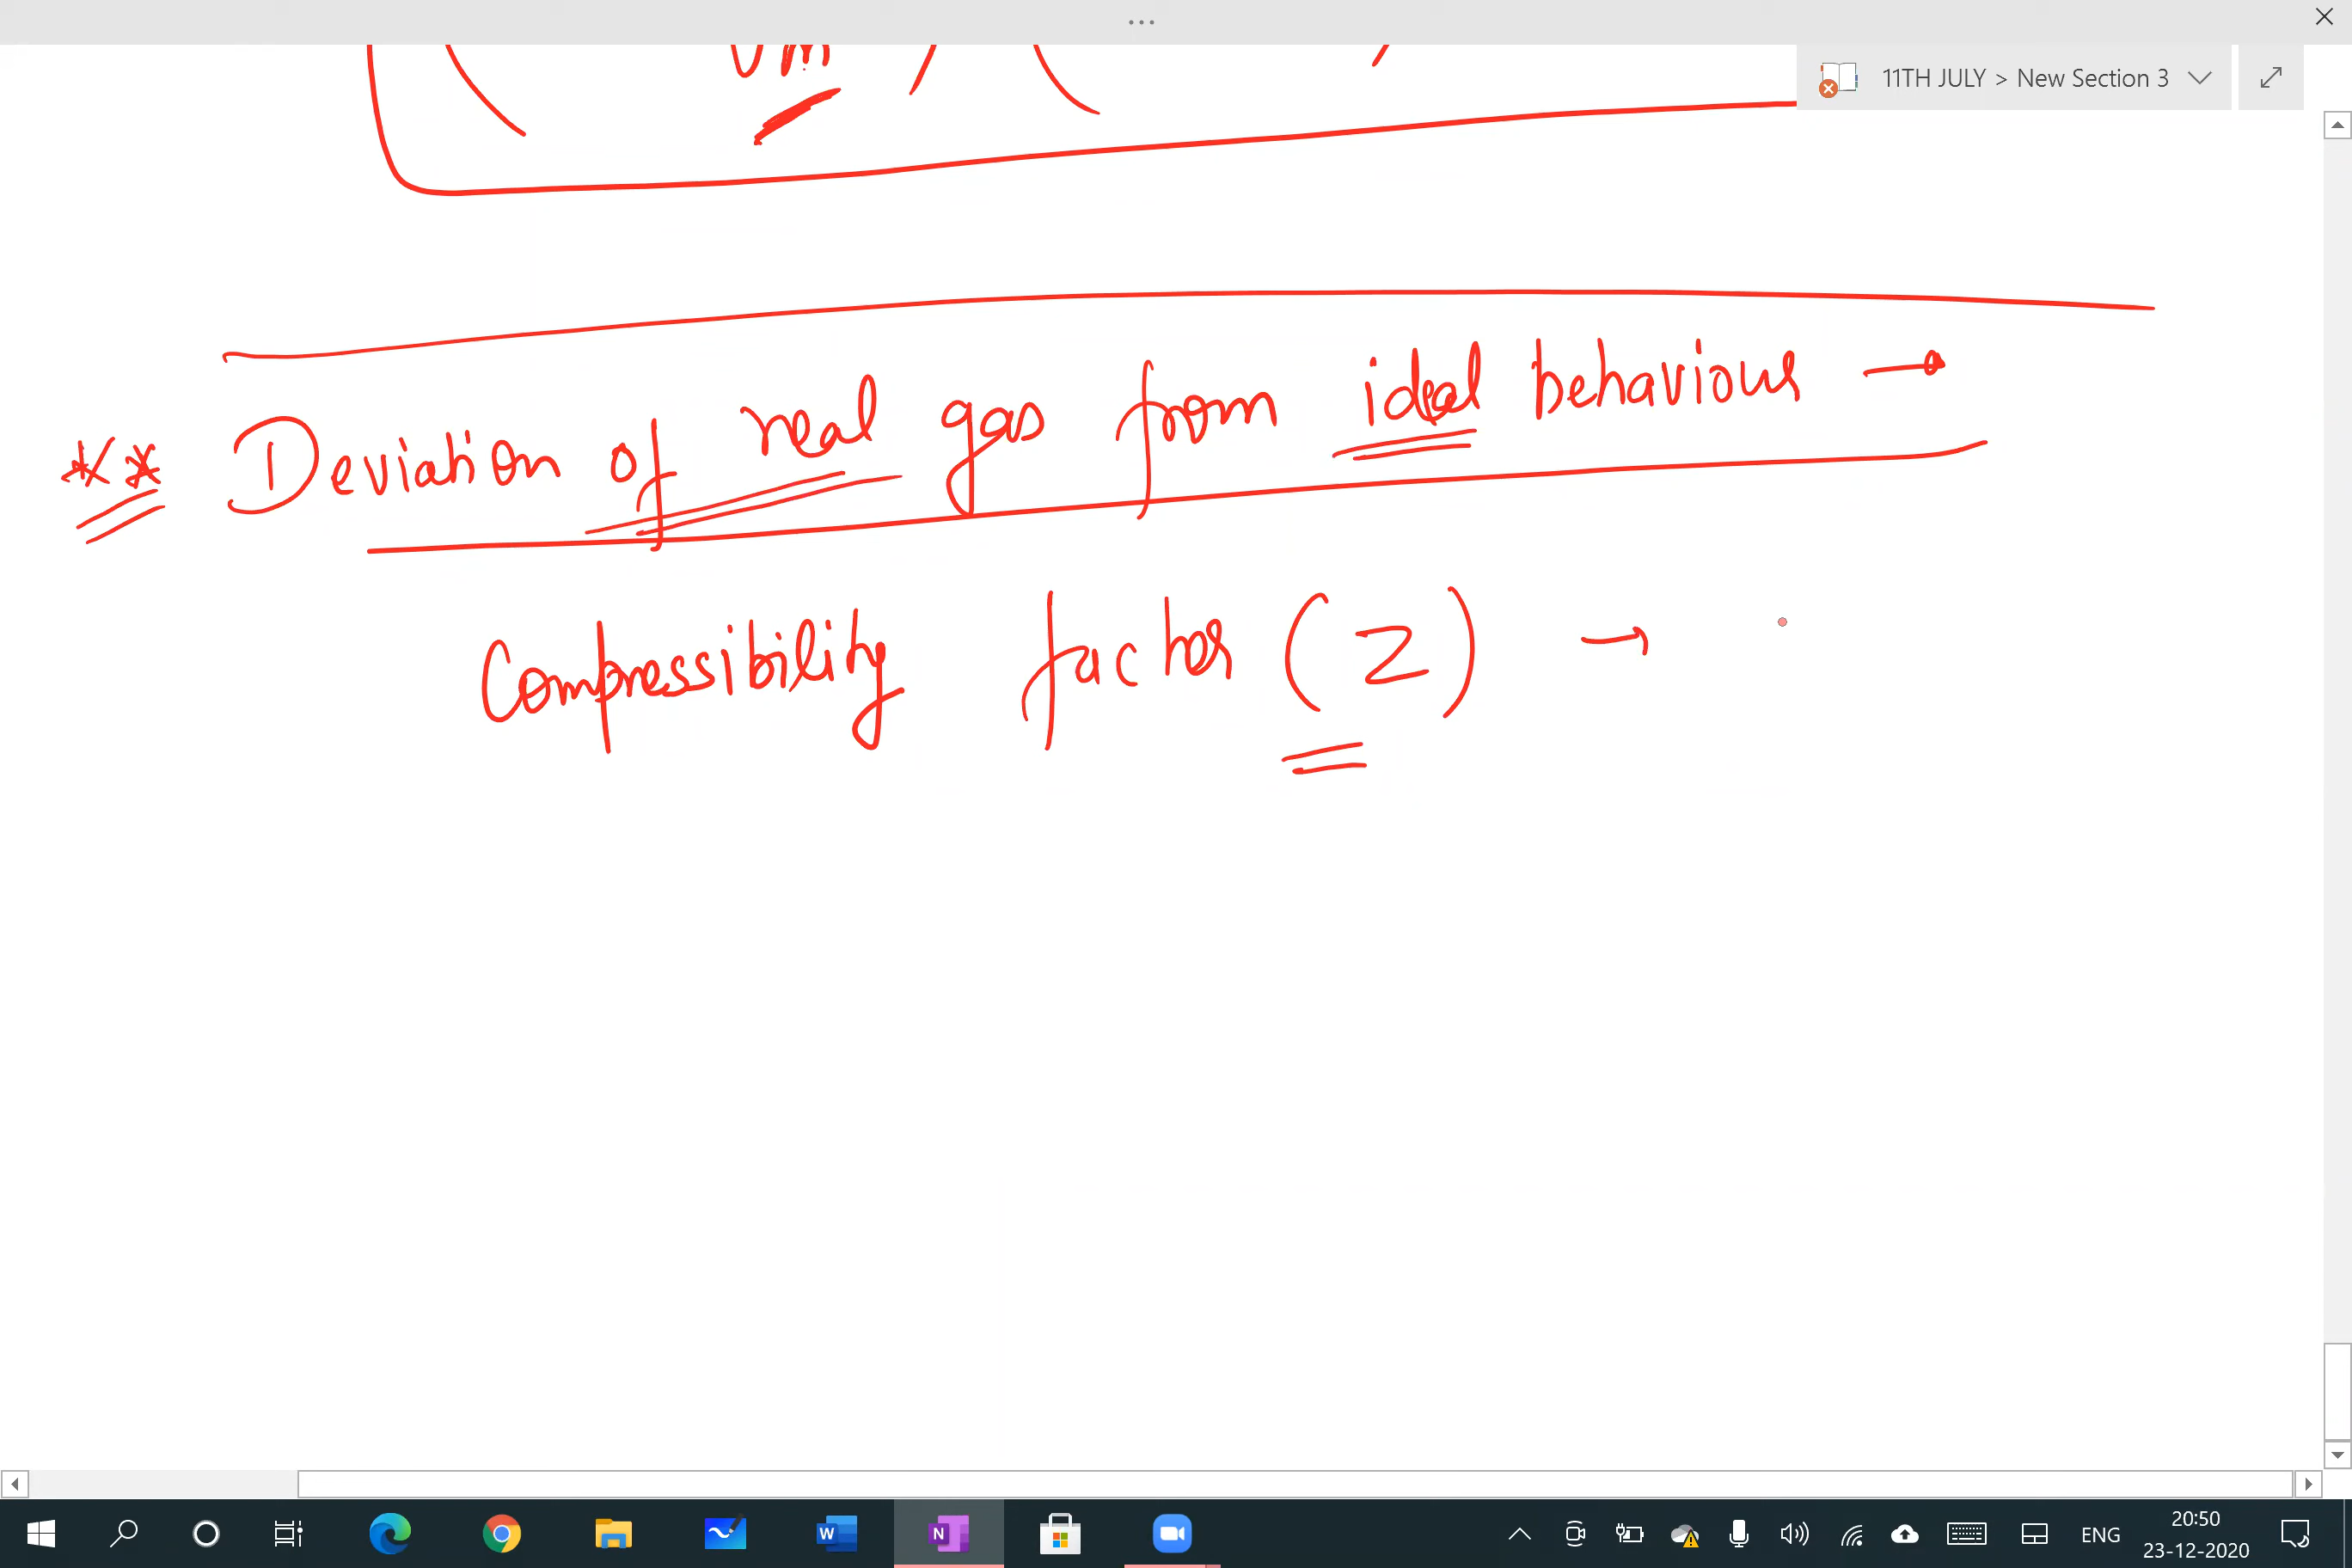 ...
11TH JULY > New Section 3
Vm
** Deviation of real gas from ideal behaviour →
Compressibility factor (Z) →
ENG
20:50
23-12-2020